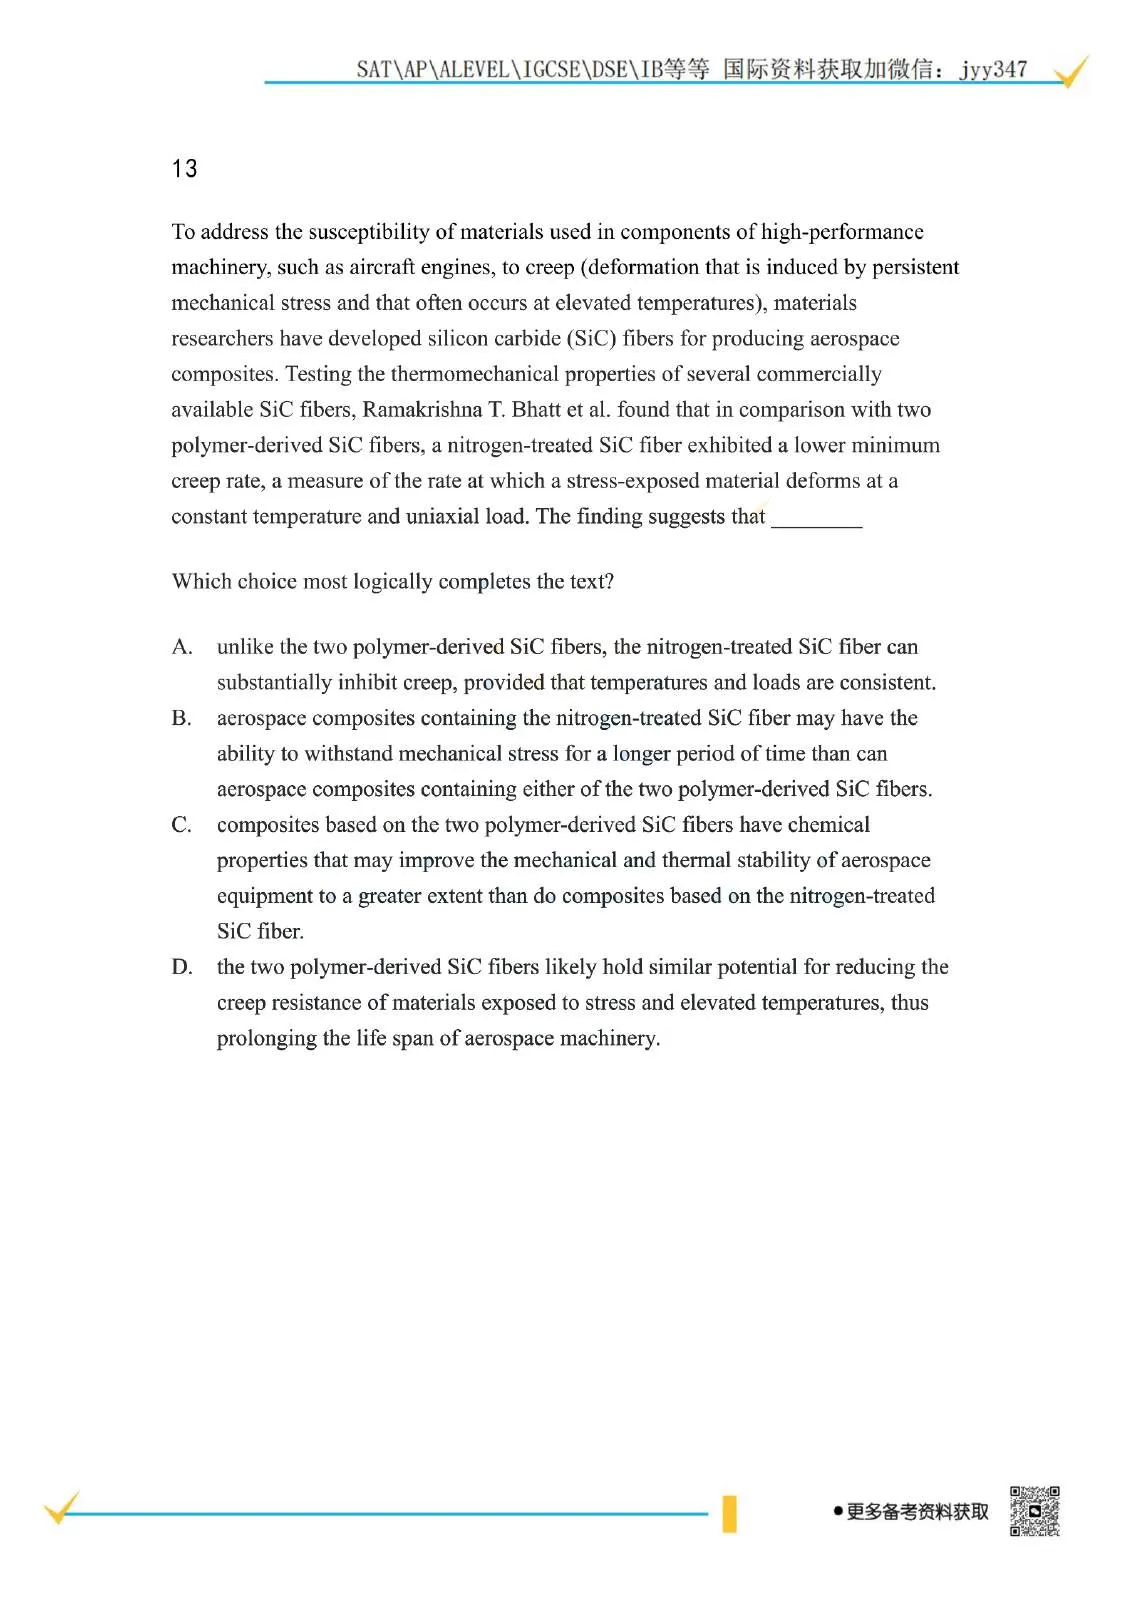 SAT\AP\ALEVEL\IGCSE\DSE\IB等等 国际资料获取加微信：jyy347
13
To address the susceptibility of materials used in components of high-performance
machinery, such as aircraft engines, to creep (deformation that is induced by persistent
mechanical stress and that often occurs at elevated temperatures), materials
researchers have developed silicon carbide (SiC) fibers for producing aerospace
composites. Testing the thermomechanical properties of several commercially
available SiC fibers, Ramakrishna T. Bhatt et al. found that in comparison with two
polymer-derived SiC fibers, a nitrogen-treated SiC fiber exhibited a lower minimum
creep rate, a measure of the rate at which a stress-exposed material deforms at a
constant temperature and uniaxial load. The finding suggests that ________
Which choice most logically completes the text?
A. unlike the two polymer-derived SiC fibers, the nitrogen-treated SiC fiber can
substantially inhibit creep, provided that temperatures and loads are consistent.
B. aerospace composites containing the nitrogen-treated SiC fiber may have the
ability to withstand mechanical stress for a longer period of time than can
aerospace composites containing either of the two polymer-derived SiC fibers.
C. composites based on the two polymer-derived SiC fibers have chemical
properties that may improve the mechanical and thermal stability of aerospace
equipment to a greater extent than do composites based on the nitrogen-treated
SiC fiber.
D. the two polymer-derived SiC fibers likely hold similar potential for reducing the
creep resistance of materials exposed to stress and elevated temperatures, thus
prolonging the life span of aerospace machinery.
●更多备考资料获取